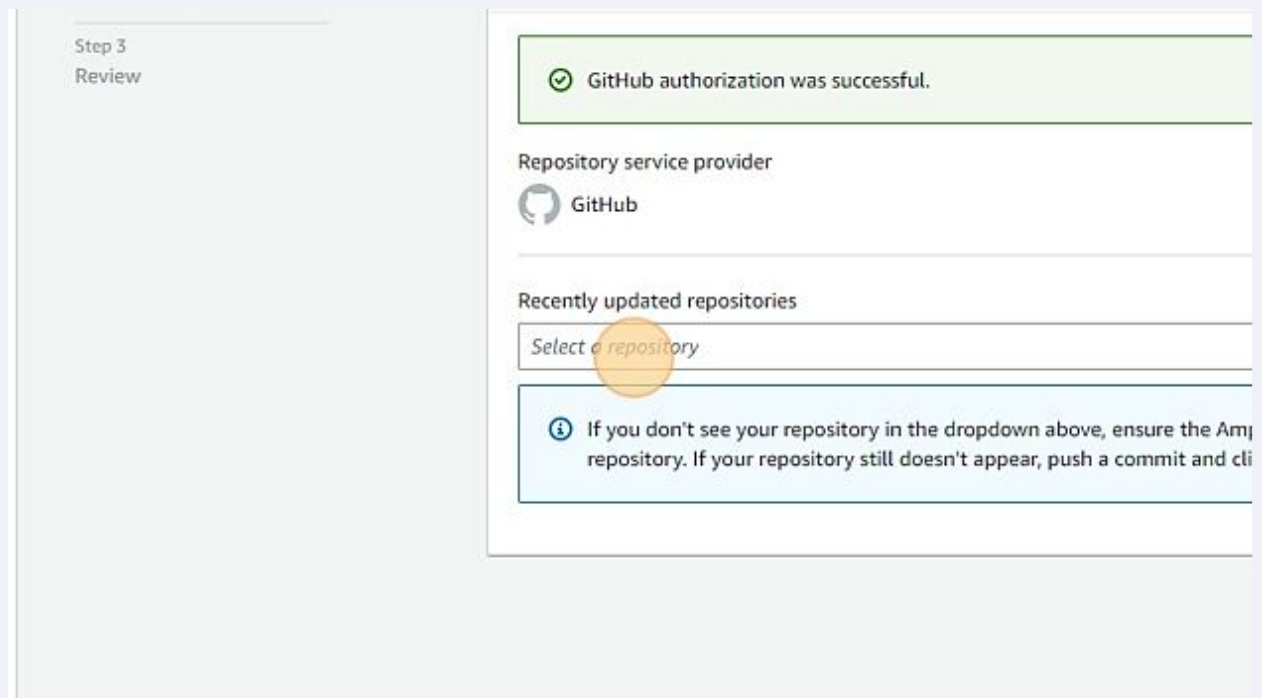 Step 3
Review
GitHub authorization was successful.
Repository service provider
GitHub
Recently updated repositories
Select a repository
If you don't see your repository in the dropdown above, ensure the
repository. If your repository still doesn't appear, push a commit and